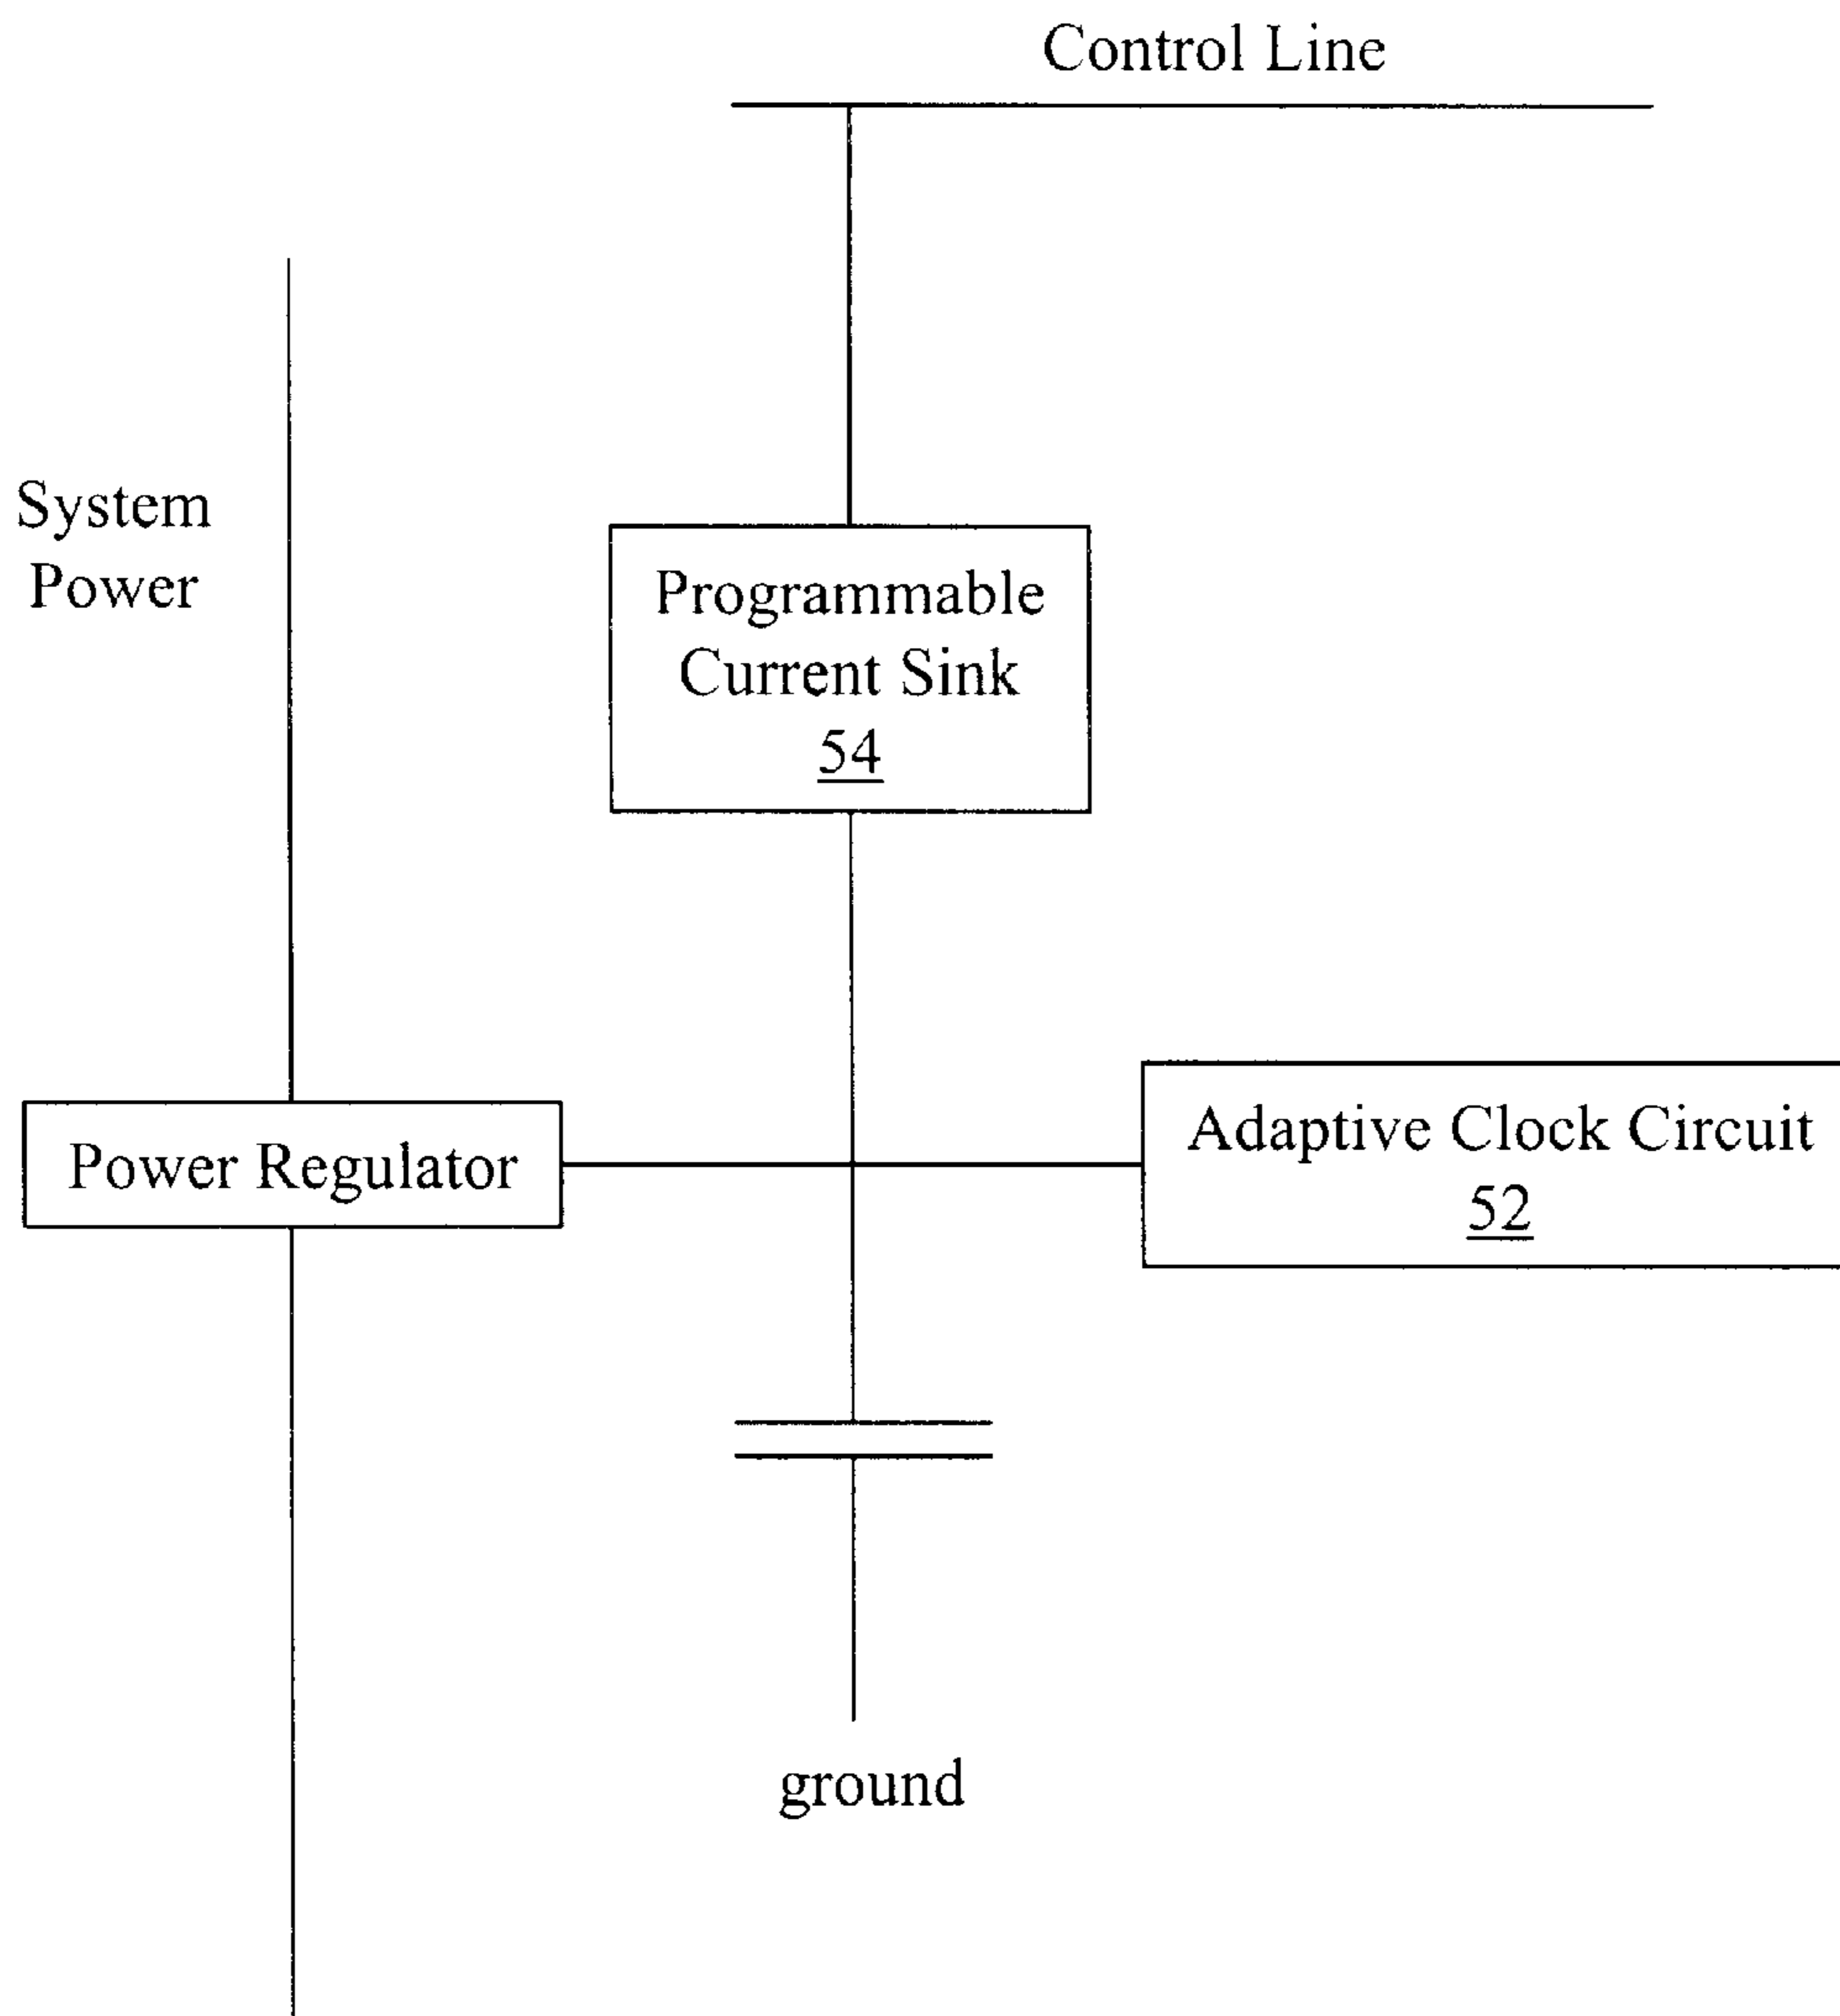 Control Line
System
Power
Programmable
Current Sink
54
Power Regulator
Adaptive Clock Circuit
52
ground